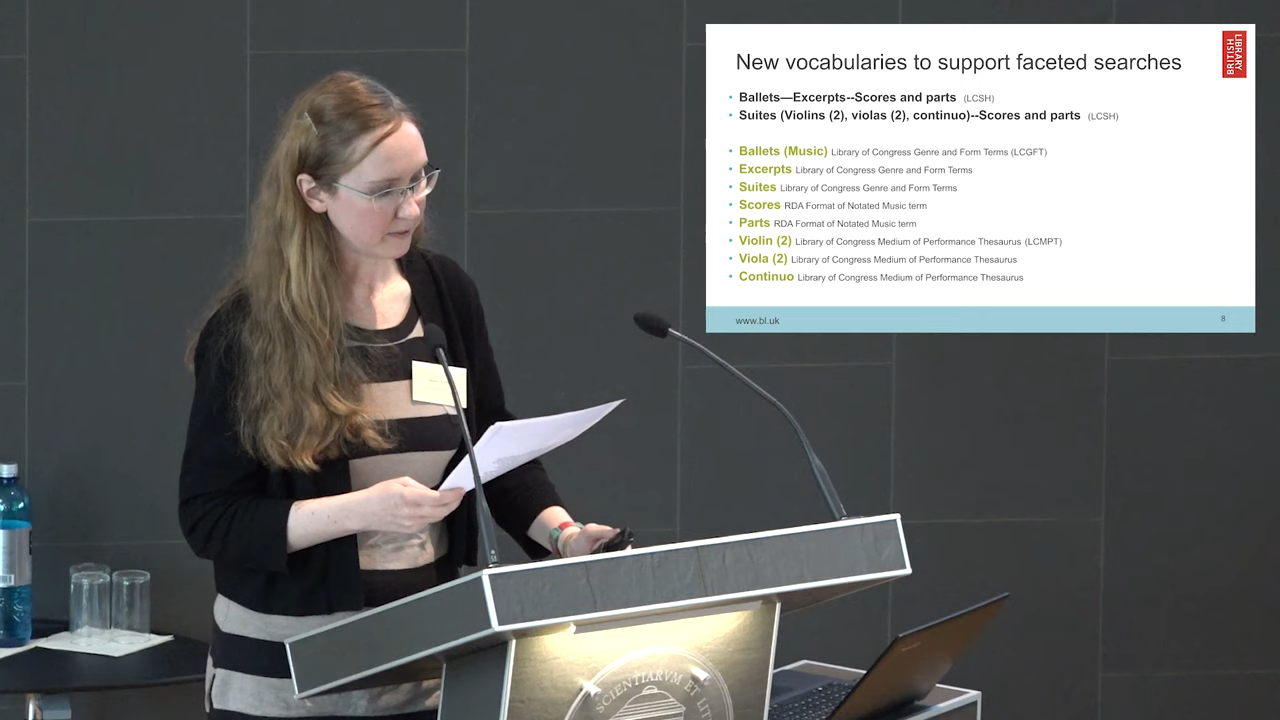 New vocabularies to support faceted searches
BRITISH
LIBRARY
• Ballets—Excerpts--Scores and parts (LCSH)
• Suites (Violins (2), violas (2), continuo)--Scores and parts (LCSH)
• Ballets (Music) Library of Congress Genre and Form Terms (LCGFT)
• Excerpts Library of Congress Genre and Form Terms
• Suites Library of Congress Genre and Form Terms
• Scores RDA Format of Notated Music term
• Parts RDA Format of Notated Music term
• Violin (2) Library of Congress Medium of Performance Thesaurus (LCMPT)
• Viola (2) Library of Congress Medium of Performance Thesaurus
• Continuo Library of Congress Medium of Performance Thesaurus
www.bl.uk
8
SCIENTIARVM ET